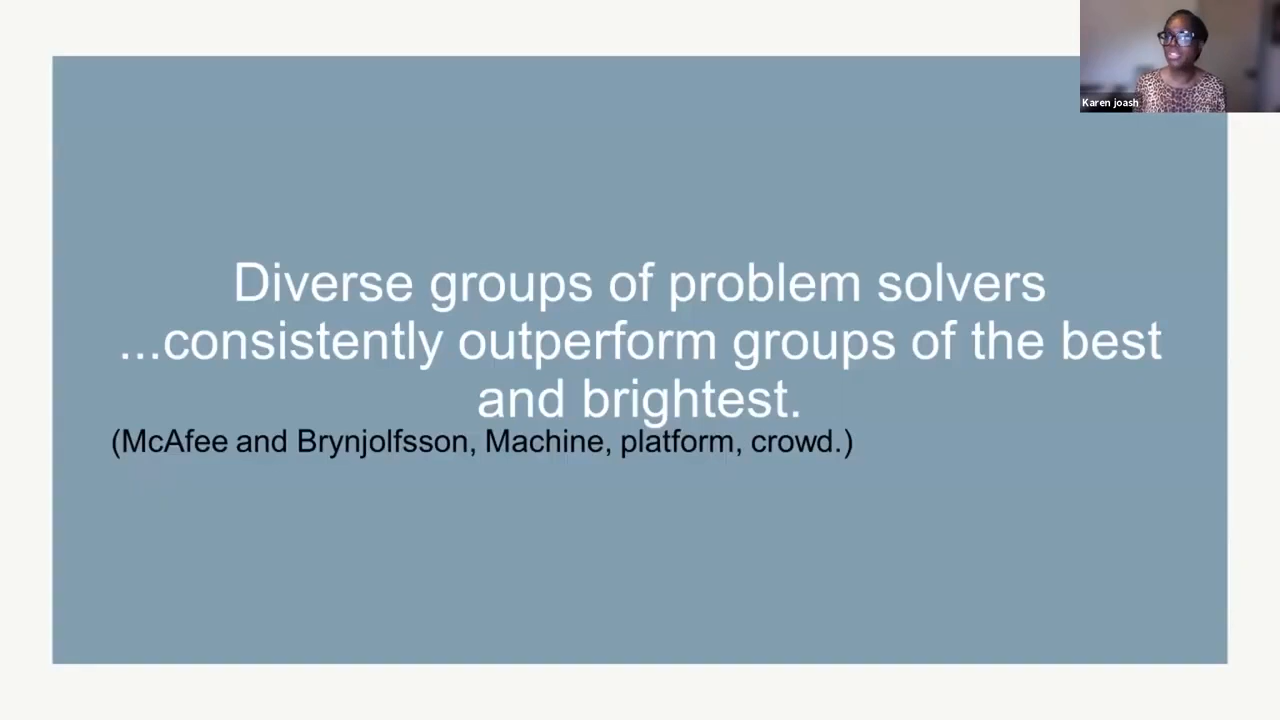 Karen joash
Diverse groups of problem solvers
...consistently outperform groups of the best
and brightest.
(McAfee and Brynjolfsson, Machine, platform, crowd.)